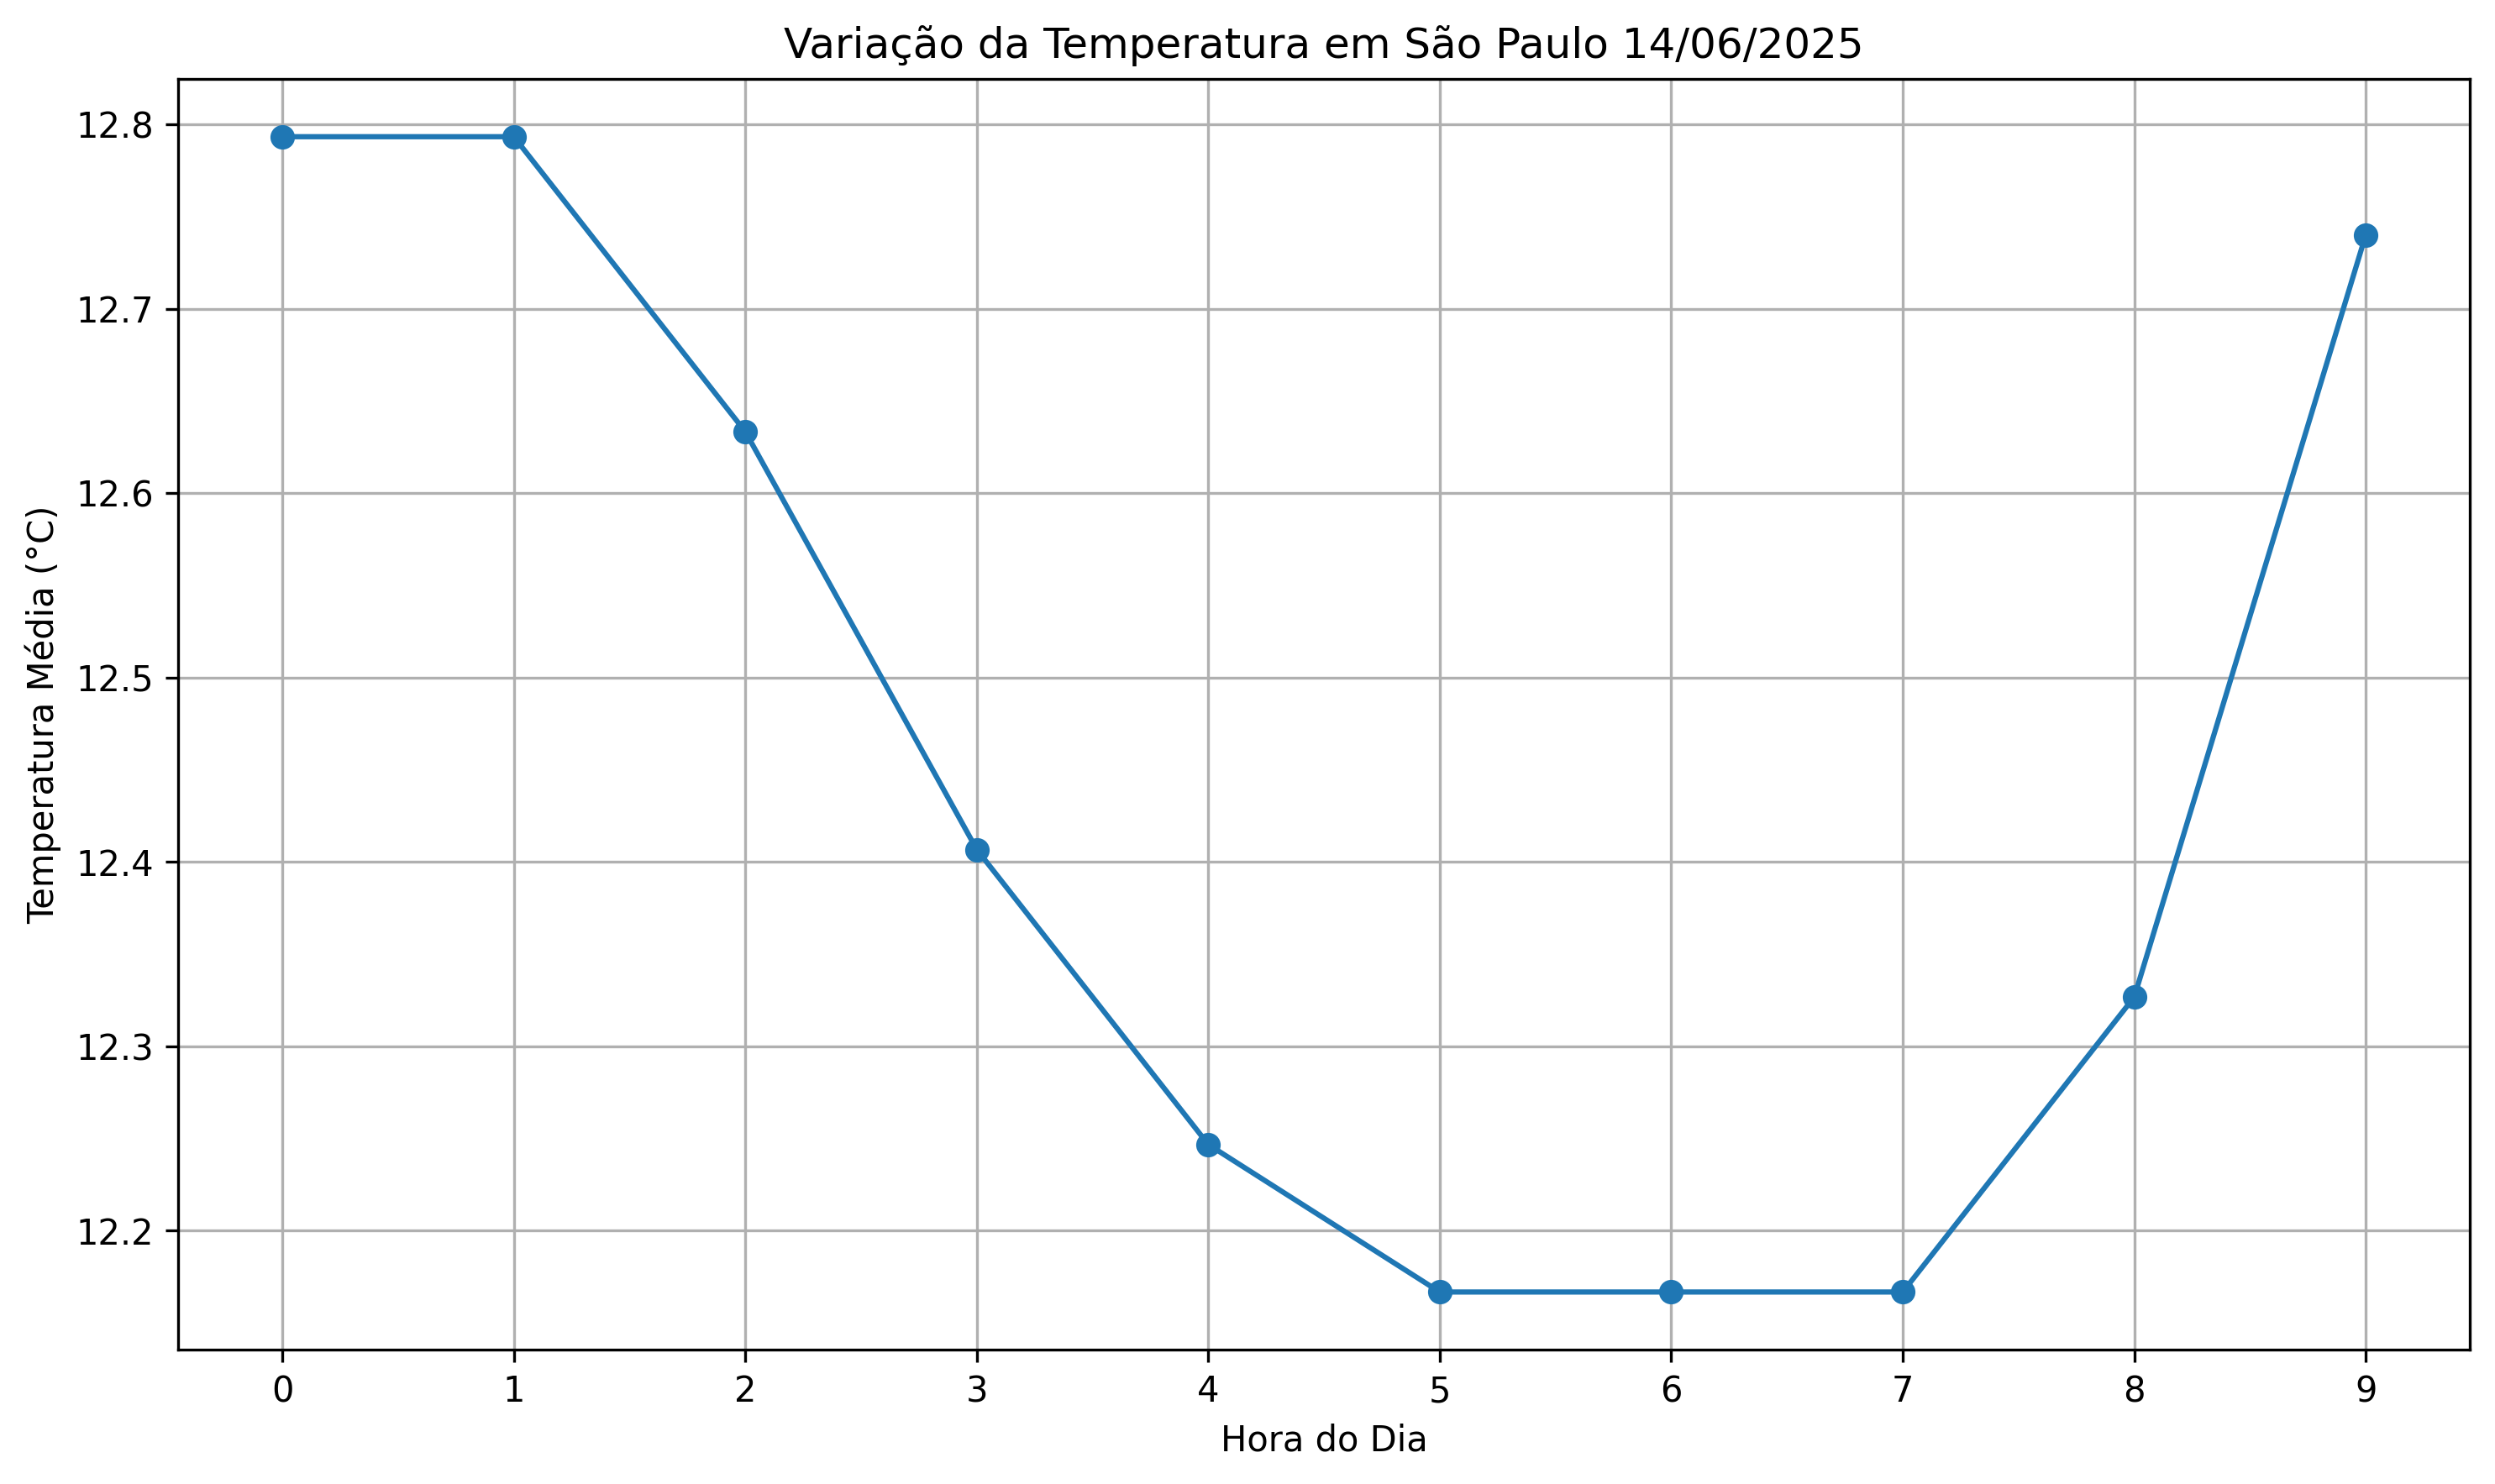 Variação da Temperatura em São Paulo 14/06/2025
Temperatura Média (°C)
12.8
12.7
12.6
12.5
12.4
12.3
12.2
0 1 2 3 4 5 6 7 8 9
Hora do Dia